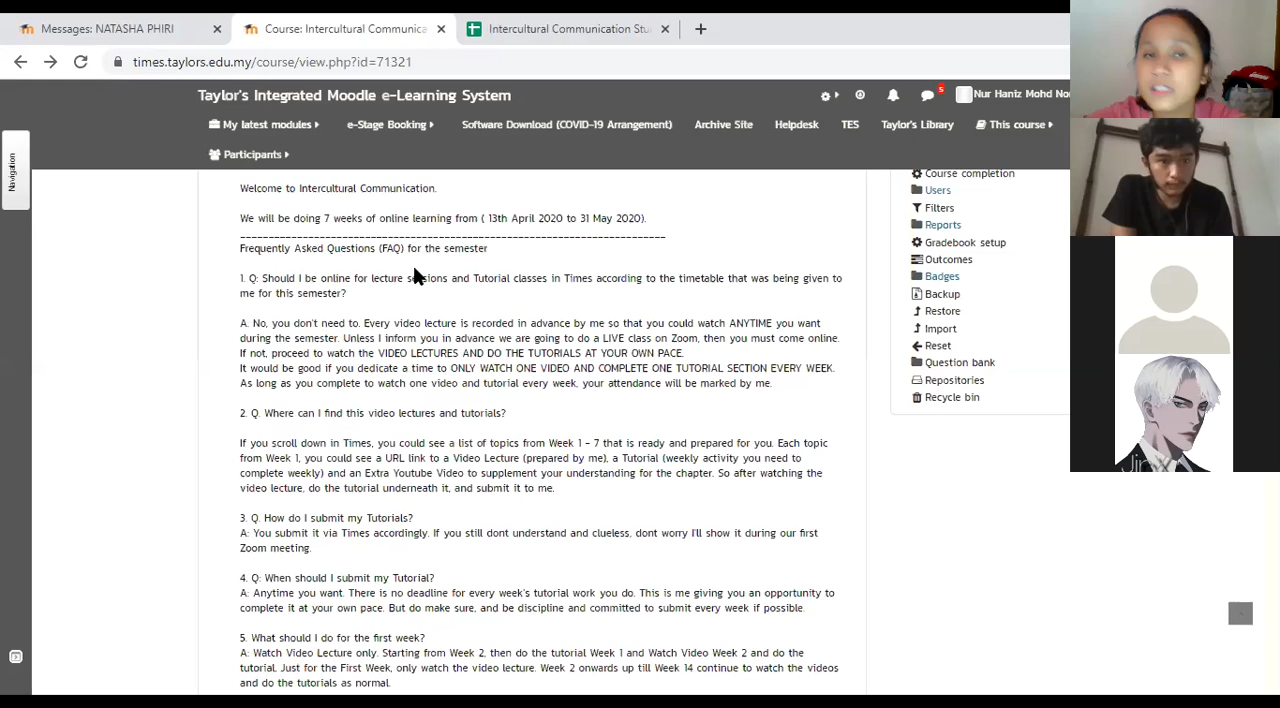 Messages: NATASHA PHIRI
Course: Intercultural Communica
Intercultural Communication Stu
times.taylors.edu.my/course/view.php?id=71321
Taylor's Integrated Moodle e-Learning System
5
Nur Haniz Mohd No
My latest modules
e-Stage Booking
Software Download (COVID-19 Arrangement)
Archive Site
Helpdesk
TES
Taylor's Library
This course
Participants
Navigation
Welcome to Intercultural Communication.
We will be doing 7 weeks of online learning from ( 13th April 2020 to 31 May 2020).
Frequently Asked Questions (FAQ) for the semester
1. Q: Should I be online for lecture sessions and Tutorial classes in Times according to the timetable that was being given to
me for this semester?
A. No, you don't need to. Every video lecture is recorded in advance by me so that you could watch ANYTIME you want
during the semester. Unless I inform you in advance we are going to do a LIVE class on Zoom, then you must come online.
If not, proceed to watch the VIDEO LECTURES AND DO THE TUTORIALS AT YOUR OWN PACE.
It would be good if you dedicate a time to ONLY WATCH ONE VIDEO AND COMPLETE ONE TUTORIAL SECTION EVERY WEEK.
As long as you complete to watch one video and tutorial every week, your attendance will be marked by me.
2. Q. Where can I find this video lectures and tutorials?
If you scroll down in Times, you could see a list of topics from Week 1 - 7 that is ready and prepared for you. Each topic
from Week 1, you could see a URL link to a Video Lecture (prepared by me), a Tutorial (weekly activity you need to
complete weekly) and an Extra Youtube Video to supplement your understanding for the chapter. So after watching the
video lecture, do the tutorial underneath it, and submit it to me.
3. Q. How do I submit my Tutorials?
A: You submit it via Times accordingly. If you still dont understand and clueless, dont worry I'll show it during our first
Zoom meeting.
4. Q: When should I submit my Tutorial?
A: Anytime you want. There is no deadline for every week's tutorial work you do. This is me giving you an opportunity to
complete it at your own pace. But do make sure, and be discipline and committed to submit every week if possible.
5. What should I do for the first week?
A: Watch Video Lecture only. Starting from Week 2, then do the tutorial Week 1 and Watch Video Week 2 and do the
tutorial. Just for the First Week, only watch the video lecture. Week 2 onwards up till Week 14 continue to watch the videos
and do the tutorials as normal.
Course completion
Users
Filters
Reports
Gradebook setup
Outcomes
Badges
Backup
Restore
Import
Reset
Question bank
Repositories
Recycle bin